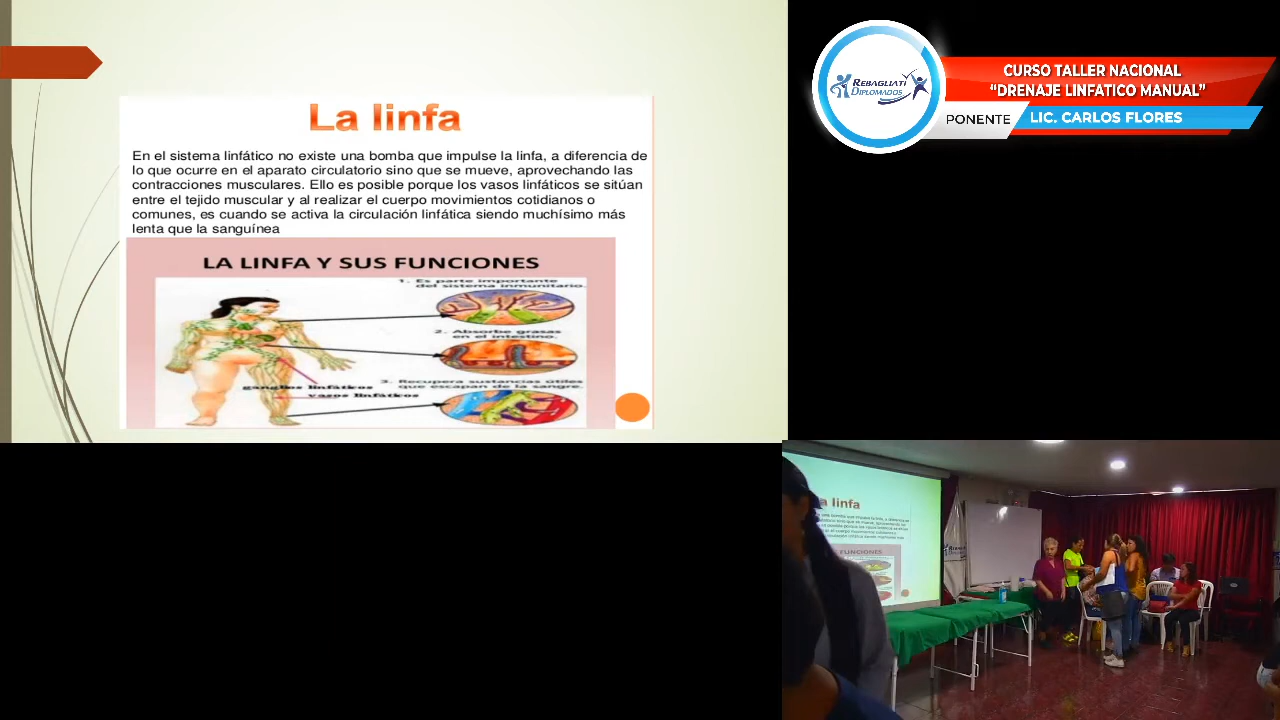 La linfa
En el sistema linfático no existe una bomba que impulse la linfa, a diferencia de
lo que ocurre en el aparato circulatorio sino que se mueve, aprovechando las
contracciones musculares. Ello es posible porque los vasos linfáticos se sitúan
entre el tejido muscular y al realizar el cuerpo movimientos cotidianos o
comunes, es cuando se activa la circulación linfática siendo muchísimo más
lenta que la sanguínea
LA LINFA Y SUS FUNCIONES
1. Es parte importante
del sistema inmunitario.
2. Absorbe grasas
en el intestino.
3. Recupera sustancias útiles
que escapan de la sangre.
ganglios linfáticos
vasos linfáticos
REBAGLIATI
DIPLOMADOS
CURSO TALLER NACIONAL
“DRENAJE LINFATICO MANUAL”
PONENTE
LIC. CARLOS FLORES
a linfa
FUNCIONES